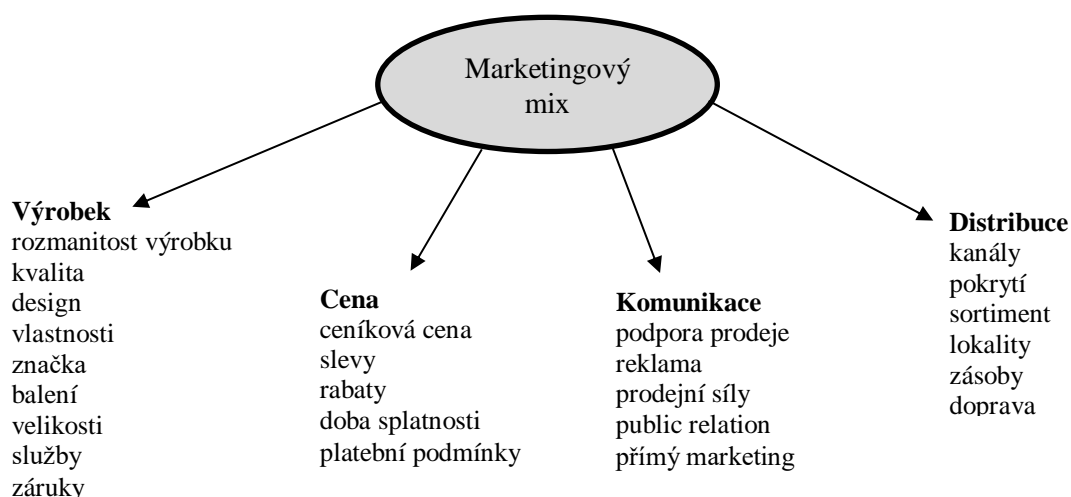 Marketingový
mix
Výrobek
rozmanitost výrobku
kvalita
design
vlastnosti
značka
balení
velikosti
služby
záruky
Cena
ceníková cena
slevy
rabaty
doba splatnosti
platební podmínky
Komunikace
podpora prodeje
reklama
prodejní síly
public relation
přímý marketing
Distribuce
kanály
pokrytí
sortiment
lokality
zásoby
doprava